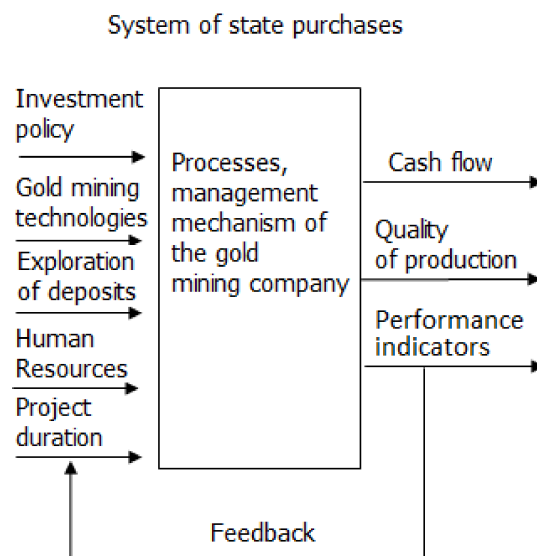 System of state purchases
Investment
policy
Gold mining
technologies
Exploration
of deposits
Human
Resources
Project
duration
Processes,
management
mechanism of
the gold
mining company
Cash flow
Quality
of production
Performance
indicators
Feedback